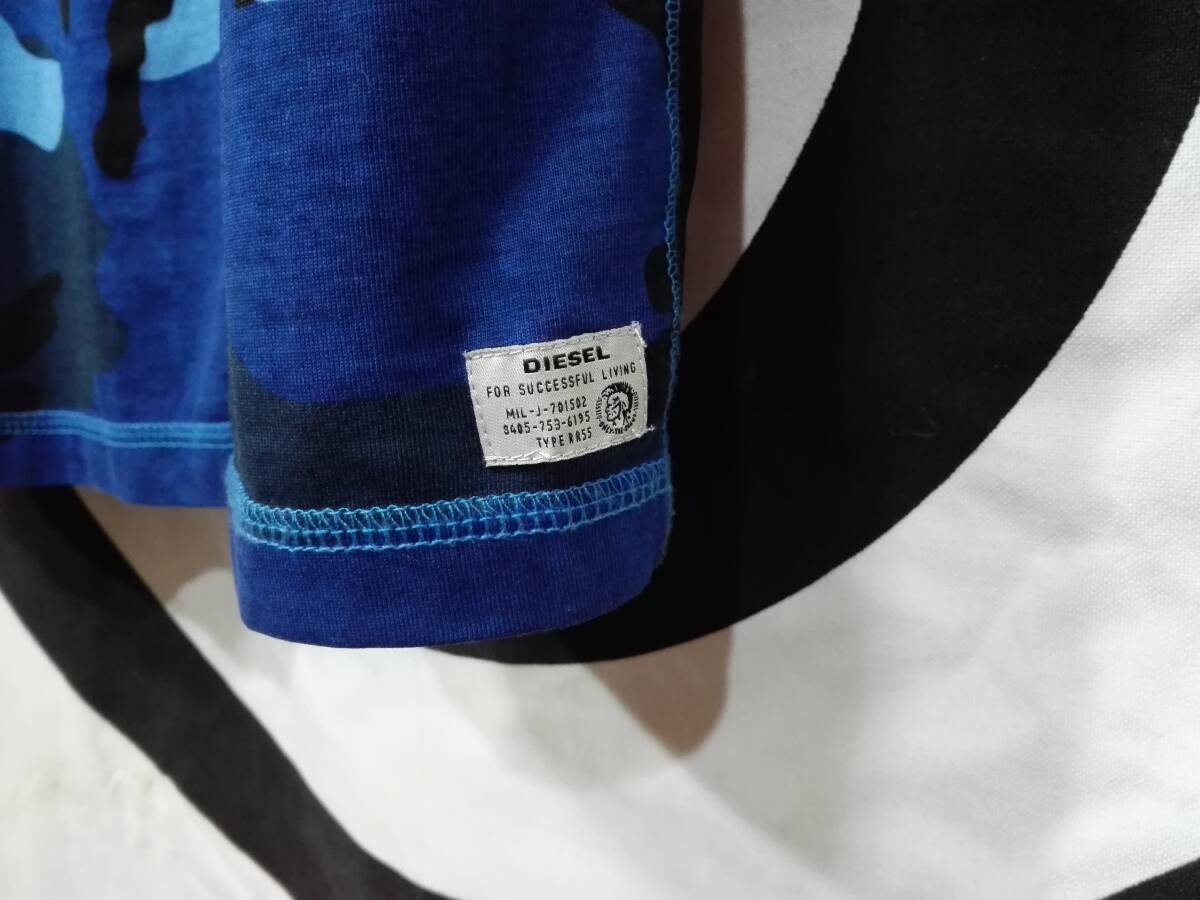 DIESEL
FOR SUCCESSFUL LIVING
MIL-J-701502
8405-753-6195
TYPE RR55